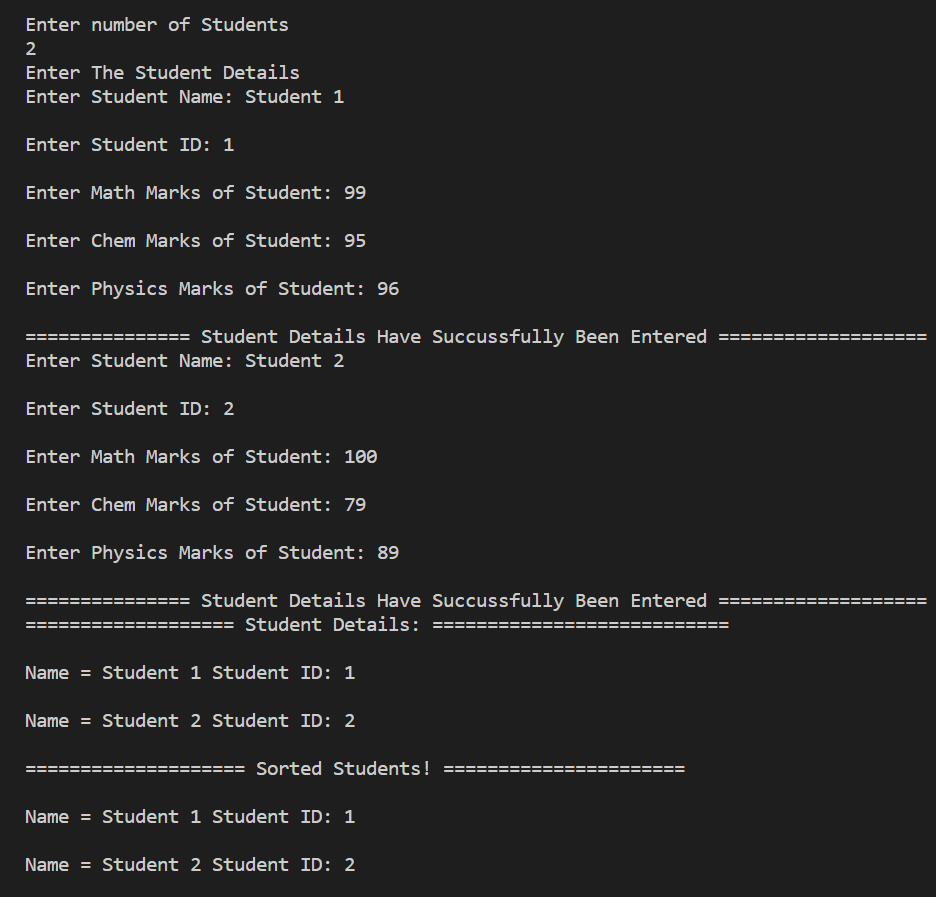 Enter number of Students
2
Enter The Student Details
Enter Student Name: Student 1
Enter Student ID: 1
Enter Math Marks of Student: 99
Enter Chem Marks of Student: 95
Enter Physics Marks of Student: 96
=============== Student Details Have Succussfully Been Entered ===================
Enter Student Name: Student 2
Enter Student ID: 2
Enter Math Marks of Student: 100
Enter Chem Marks of Student: 79
Enter Physics Marks of Student: 89
=============== Student Details Have Succussfully Been Entered ===================
=================== Student Details: ===========================
Name = Student 1 Student ID: 1
Name = Student 2 Student ID: 2
==================== Sorted Students! ======================
Name = Student 1 Student ID: 1
Name = Student 2 Student ID: 2